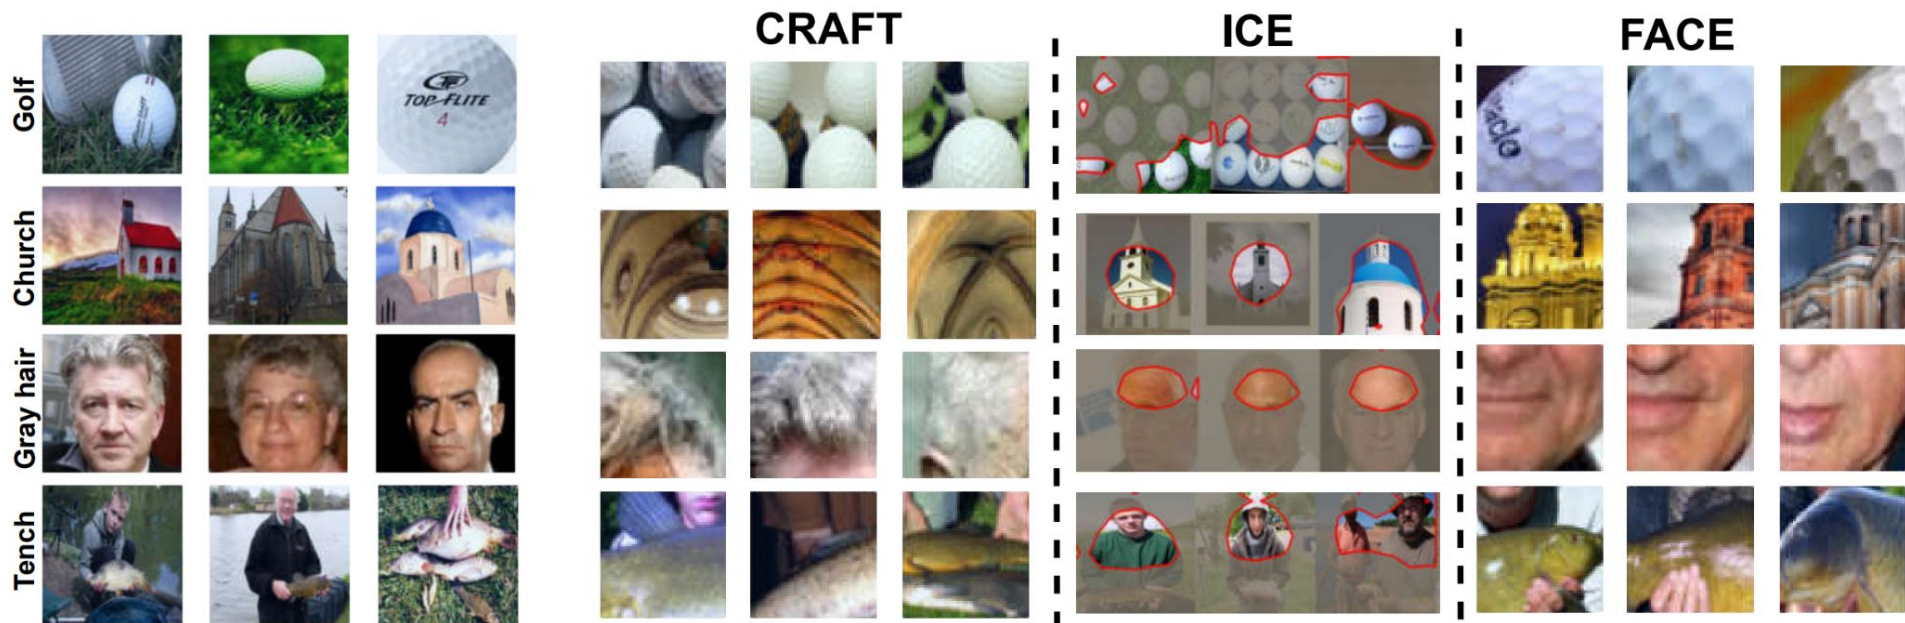 CRAFT
ICE
FACE
Golf
TOP-FLITE
4
Church
Gray hair
Tench